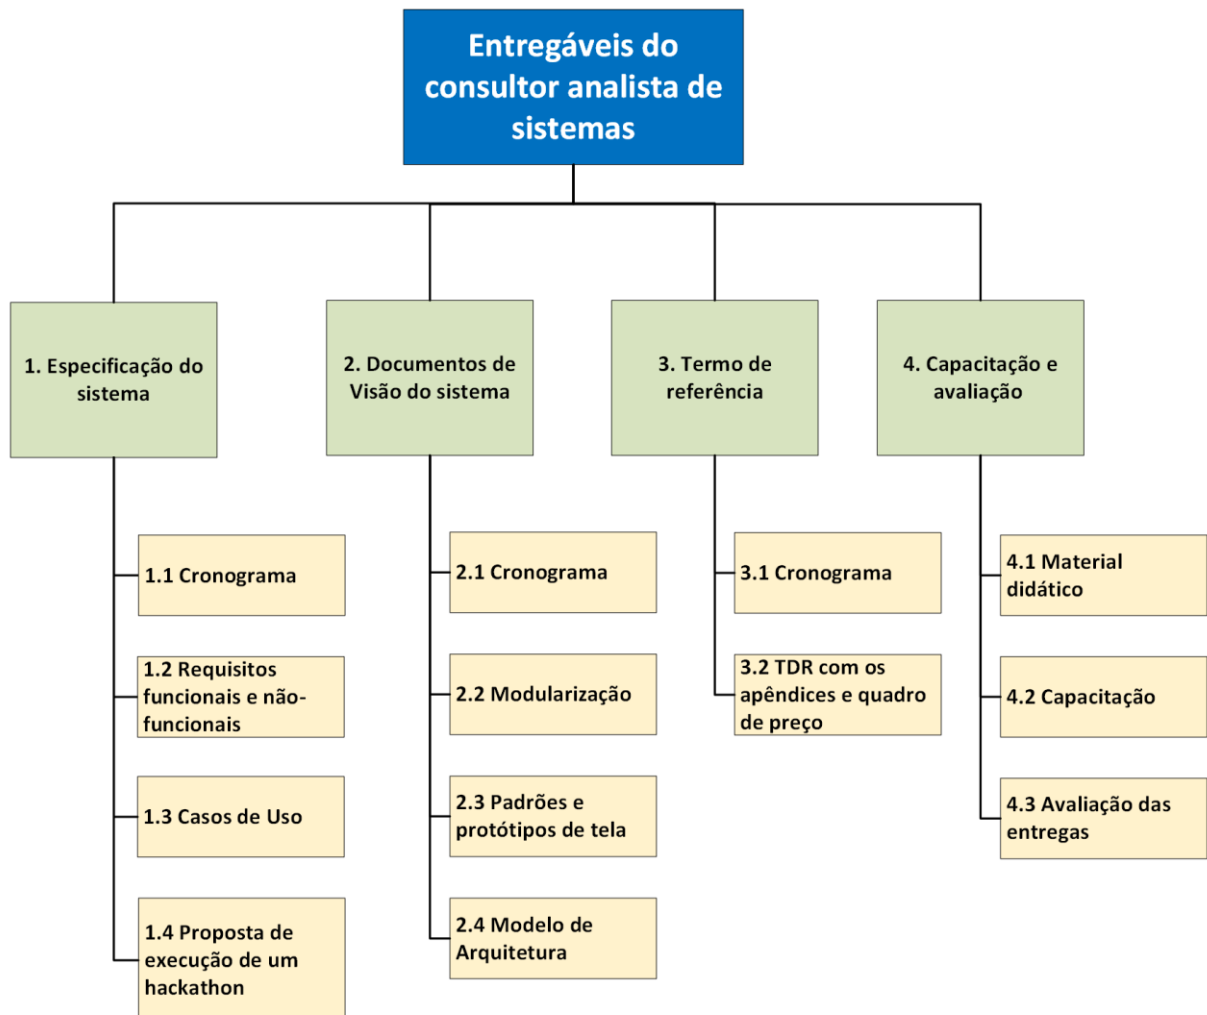 Entregáveis do
consultor analista de
sistemas
1. Especificação do
sistema
2. Documentos de
Visão do sistema
3. Termo de
referência
4. Capacitação e
avaliação
1.1 Cronograma
1.2 Requisitos
funcionais e não-
funcionais
1.3 Casos de Uso
1.4 Proposta de
execução de um
hackathon
2.1 Cronograma
2.2 Modularização
2.3 Padrões e
protótipos de tela
2.4 Modelo de
Arquitetura
3.1 Cronograma
3.2 TDR com os
apêndices e quadro
de preço
4.1 Material
didático
4.2 Capacitação
4.3 Avaliação das
entregas